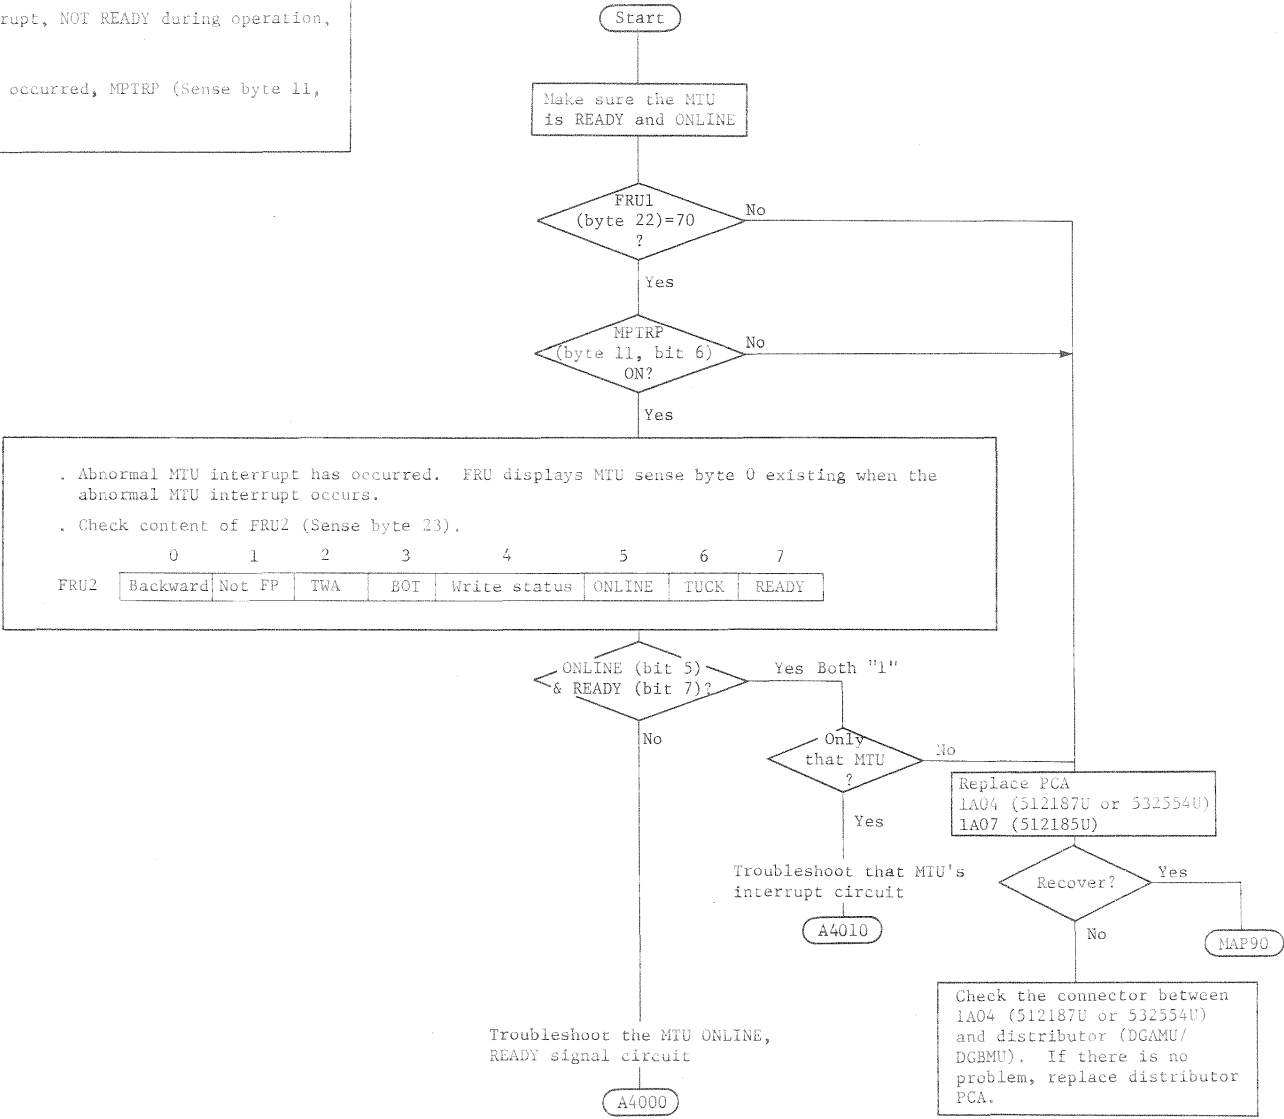 rupt, NOT READY during operation,
occurred, MPTRP (Sense byte 11,
Start
Make sure the MTU
is READY and ONLINE
FRU1
(byte 22)=70
?
No
Yes
MPTRP
(byte 11, bit 6)
ON?
No
Yes
. Abnormal MTU interrupt has occurred. FRU displays MTU sense byte 0 existing when the
abnormal MTU interrupt occurs.
. Check content of FRU2 (Sense byte 23).
0 1 2 3 4 5 6 7
FRU2 Backward Not FP TWA BOT Write status ONLINE TUCK READY
ONLINE (bit 5)
& READY (bit 7)?
Yes Both "1"
No
Only
that MTU
?
No
Yes
Replace PCA
1A04 (512187U or 532554U)
1A07 (512185U)
Troubleshoot that MTU's
interrupt circuit
A4010
Recover?
Yes
No
MAP90
Check the connector between
1A04 (512187U or 532554U)
and distributor (DGAMU/
DGBMU). If there is no
problem, replace distributor
PCA.
Troubleshoot the MTU ONLINE,
READY signal circuit
A4000